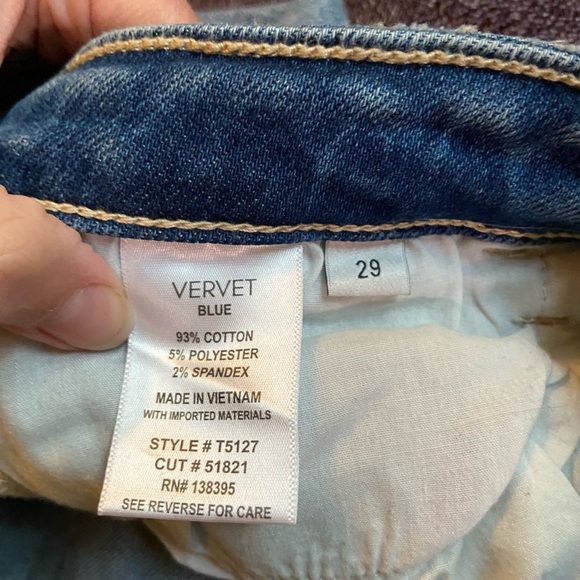 VERVET
BLUE
93% COTTON
5% POLYESTER
2% SPANDEX
MADE IN VIETNAM
WITH IMPORTED MATERIALS
STYLE # T5127
CUT # 51821
RN# 138395
SEE REVERSE FOR CARE
29